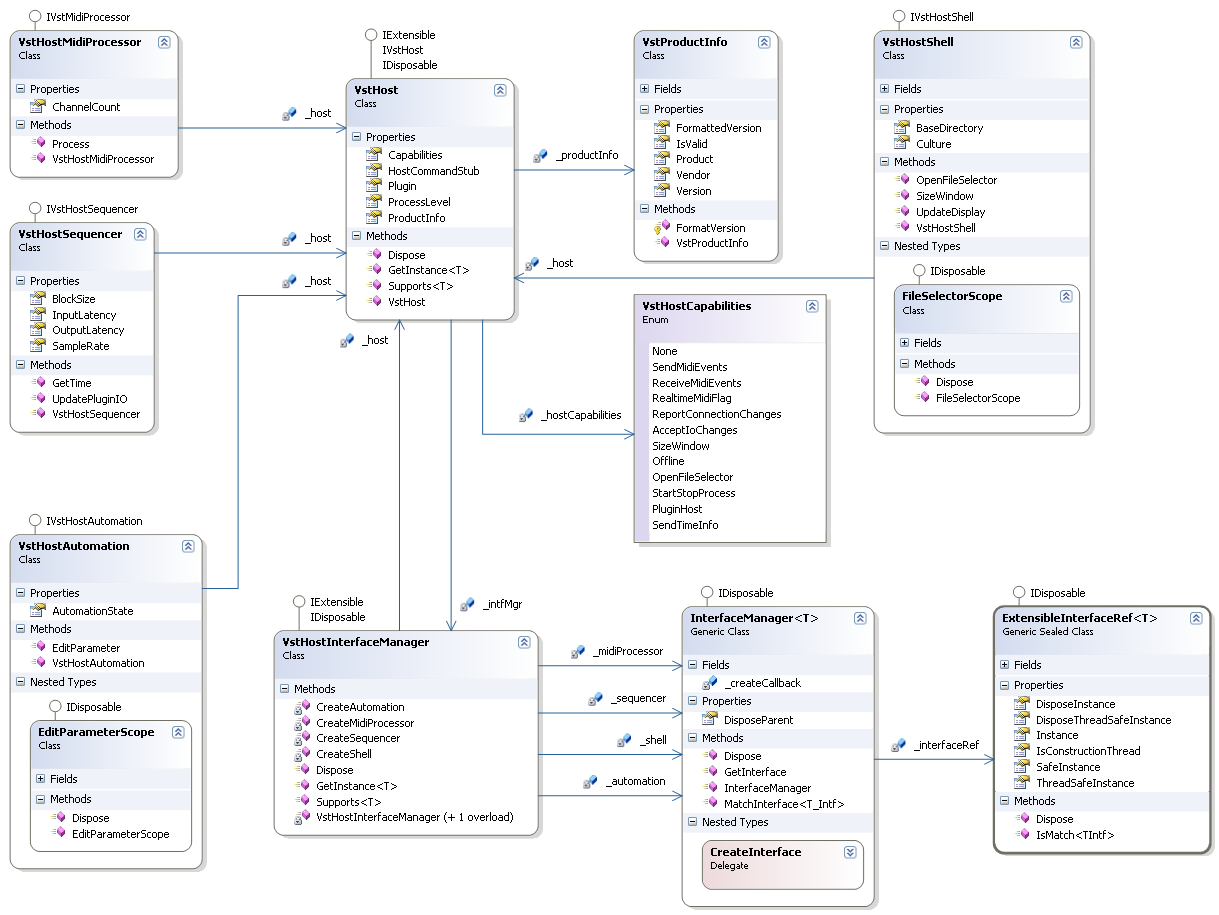 IVstMidiProcessor
VstHostMidiProcessor
Class
Properties
ChannelCount
Methods
Process
VstHostMidiProcessor
_host
IVstHostSequencer
VstHostSequencer
Class
Properties
BlockSize
InputLatency
OutputLatency
SampleRate
Methods
GetTime
UpdatePluginIO
VstHostSequencer
_host
_host
IVstHostAutomation
VstHostAutomation
Class
Properties
AutomationState
Methods
EditParameter
VstHostAutomation
Nested Types
IDisposable
EditParameterScope
Class
Fields
Methods
Dispose
EditParameterScope
IExtensible
IVstHost
IDisposable
VstHost
Class
Properties
Capabilities
HostCommandStub
Plugin
ProcessLevel
ProductInfo
Methods
Dispose
GetInstance<T>
Supports<T>
VstHost
_host
_productInfo
VstProductInfo
Class
Fields
Properties
FormattedVersion
IsValid
Product
Vendor
Version
Methods
FormatVersion
VstProductInfo
_host
_hostCapabilities
VstHostCapabilities
Enum
None
SendMidiEvents
ReceiveMidiEvents
RealtimeMidiFlag
ReportConnectionChanges
AcceptIoChanges
SizeWindow
Offline
OpenFileSelector
StartStopProcess
PluginHost
SendTimeInfo
IVstHostShell
VstHostShell
Class
Fields
Properties
BaseDirectory
Culture
Methods
OpenFileSelector
SizeWindow
UpdateDisplay
VstHostShell
Nested Types
IDisposable
FileSelectorScope
Class
Fields
Methods
Dispose
FileSelectorScope
_intfMgr
IExtensible
IDisposable
VstHostInterfaceManager
Class
Methods
CreateAutomation
CreateMidiProcessor
CreateSequencer
CreateShell
Dispose
GetInstance<T>
Supports<T>
VstHostInterfaceManager (+ 1 overload)
_midiProcessor
_sequencer
_shell
_automation
IDisposable
InterfaceManager<T>
Generic Class
Fields
_createCallback
Properties
DisposeParent
Methods
Dispose
GetInterface
InterfaceManager
MatchInterface<T_Intf>
Nested Types
CreateInterface
Delegate
_interfaceRef
IDisposable
ExtensibleInterfaceRef<T>
Generic Sealed Class
Fields
Properties
DisposeInstance
DisposeThreadSafeInstance
Instance
IsConstructionThread
SafeInstance
ThreadSafeInstance
Methods
Dispose
IsMatch<TIntf>